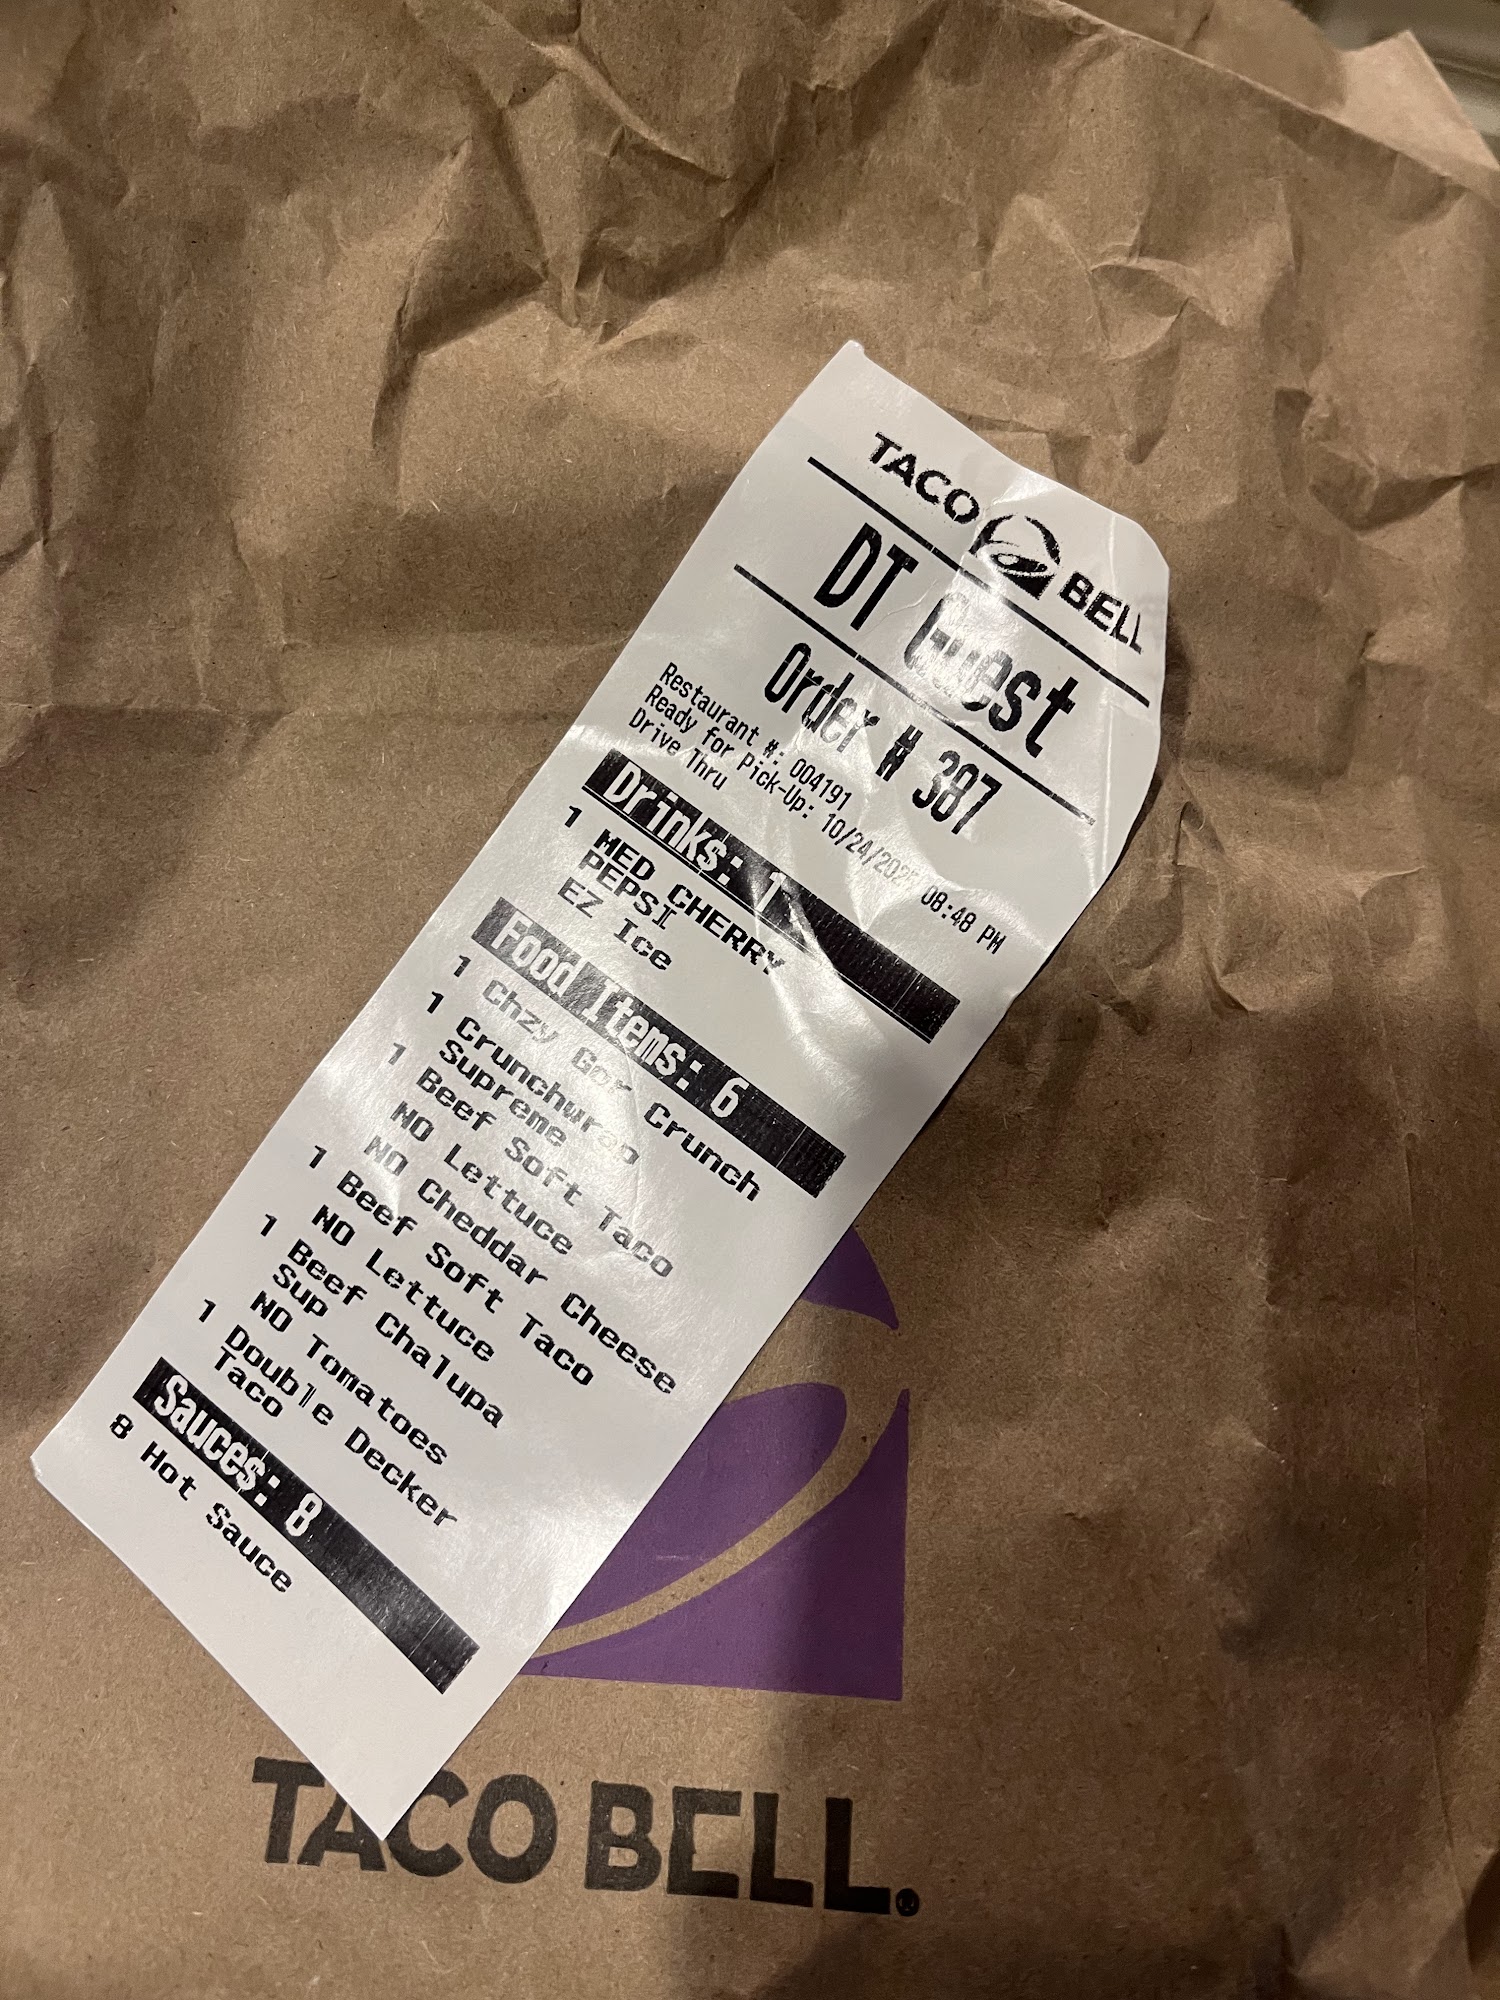 TACO BELL
DT Guest
Order # 387
Restaurant #: 004191
Ready for Pick-Up: 08:48 PM
Drive Thru
Drinks: 1
1 MED CHERRY
PEPSI
EZ Ice
Food Items: 6
1 Chzy Gor Crunch
1 Crunchwrap
Supreme
1 Beef Soft Taco
NO Lettuce
NO Cheddar Cheese
1 Beef Soft Taco
NO Lettuce
1 Beef Chalupa
Sup
NO Tomatoes
1 Double Decker
Taco
Sauces: 8
8 Hot Sauce
TACO BELL®